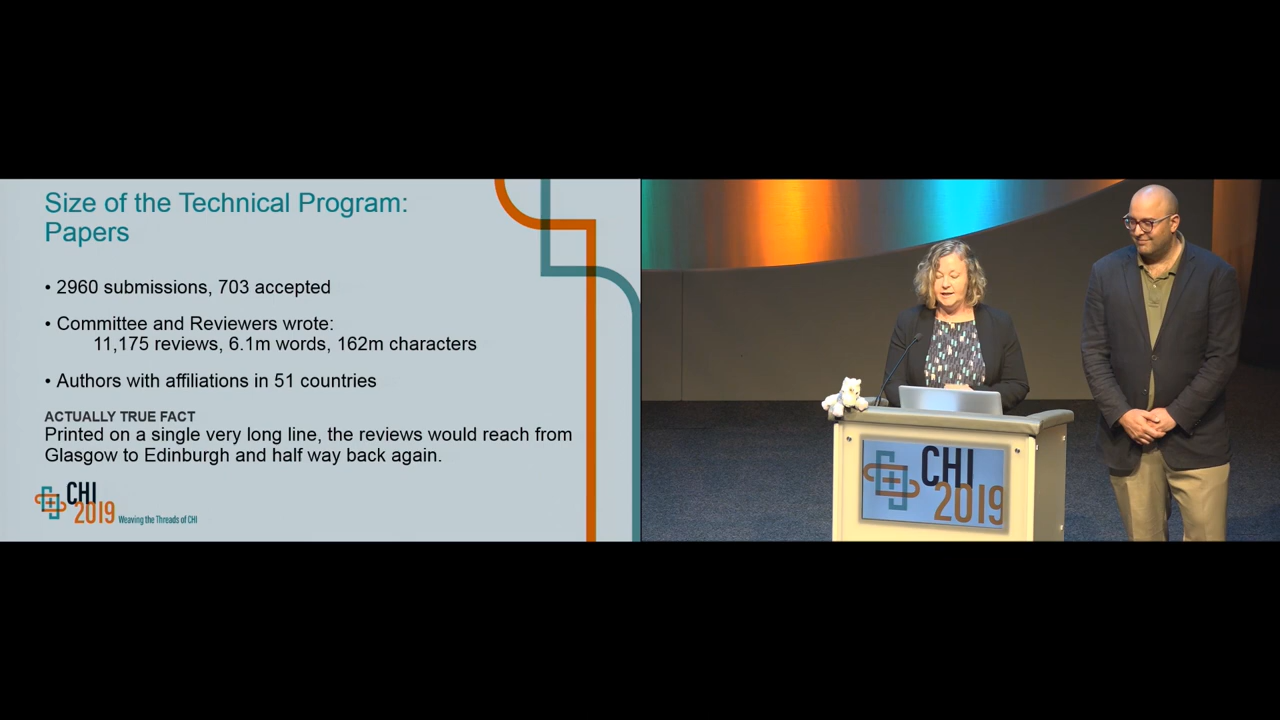 Size of the Technical Program:
Papers
• 2960 submissions, 703 accepted
• Committee and Reviewers wrote:
11,175 reviews, 6.1m words, 162m characters
• Authors with affiliations in 51 countries
ACTUALLY TRUE FACT
Printed on a single very long line, the reviews would reach from
Glasgow to Edinburgh and half way back again.
CHI
2019 Weaving the Threads of CHI
CHI
2019